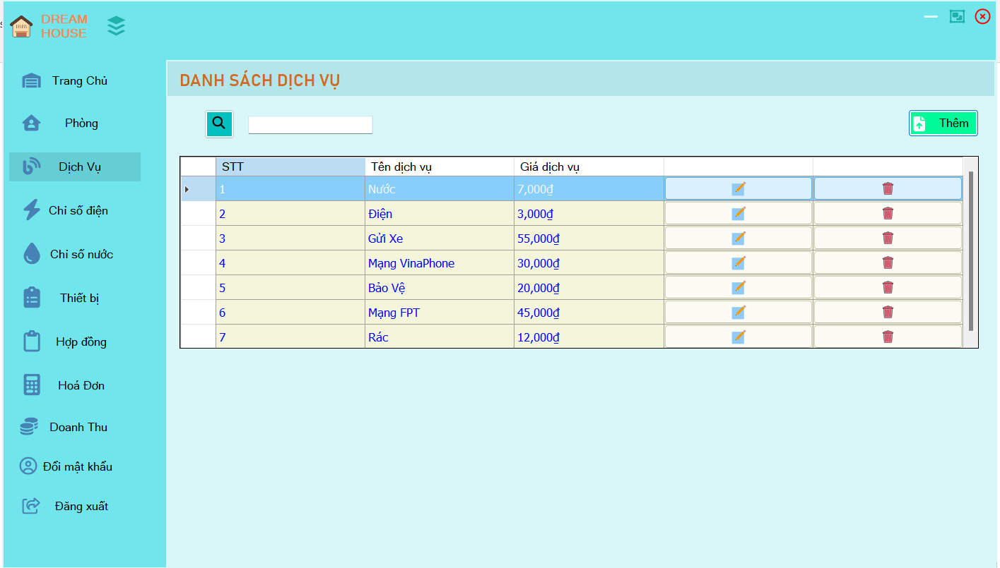 DREAM
HOUSE
Trang Chủ
Phòng
Dịch Vụ
Chỉ số điện
Chỉ số nước
Thiết bị
Hợp đồng
Hoá Đơn
Doanh Thu
Đổi mật khẩu
Đăng xuất
DANH SÁCH DỊCH VỤ
Thêm
STT Tên dịch vụ Giá dịch vụ
1 Nước 7,000₫
2 Điện 3,000₫
3 Gửi Xe 55,000₫
4 Mạng VinaPhone 30,000₫
5 Bảo Vệ 20,000₫
6 Mạng FPT 45,000₫
7 Rác 12,000₫